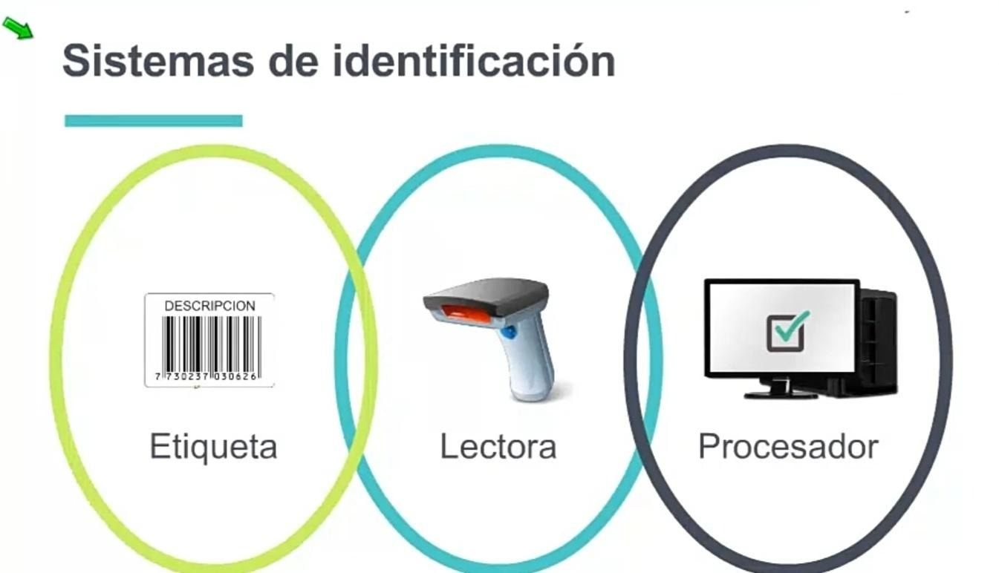 Sistemas de identificación
DESCRIPCION
7 730237 030626
Etiqueta
Lectora
Procesador